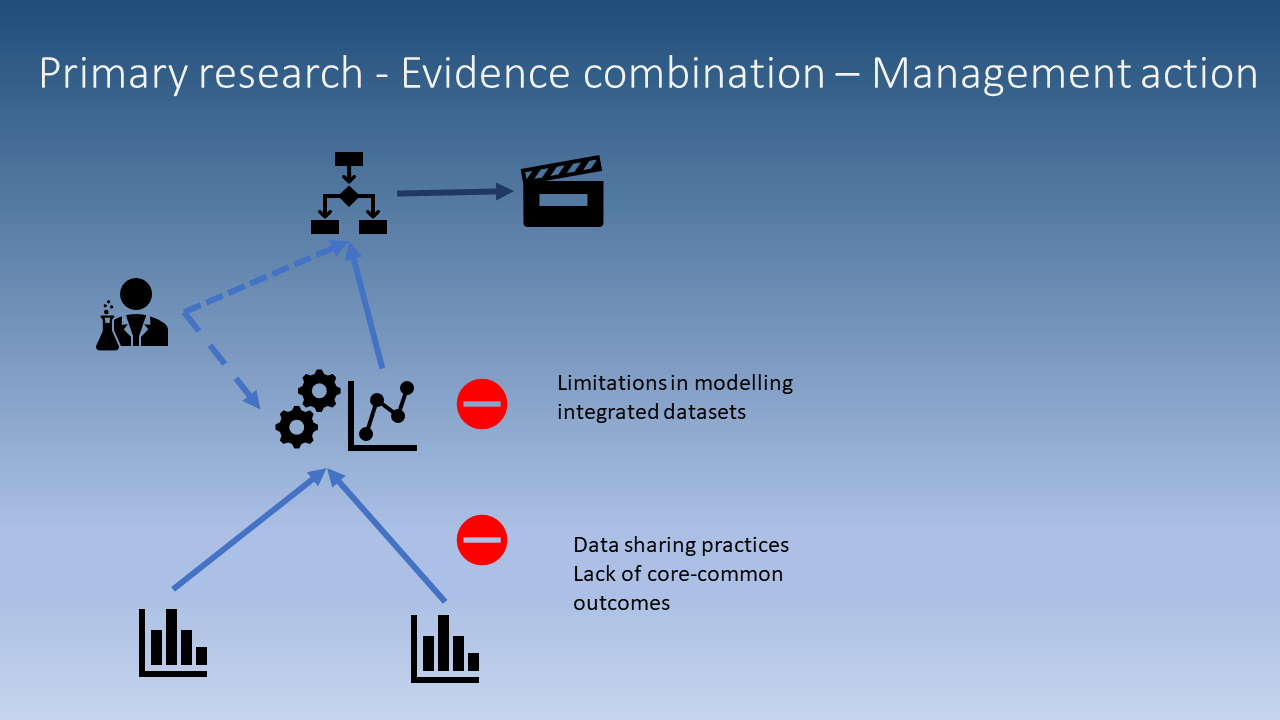 Primary research - Evidence combination – Management action
Limitations in modelling
integrated datasets
Data sharing practices
Lack of core-common
outcomes